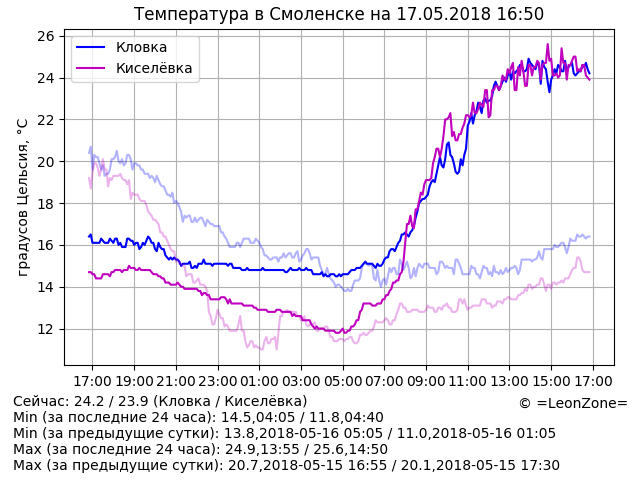 Температура в Смоленске на 17.05.2018 16:50
Кловка
Киселёвка
градусов Цельсия, °C
26
24
22
20
18
16
14
12
17:00 19:00 21:00 23:00 01:00 03:00 05:00 07:00 09:00 11:00 13:00 15:00 17:00
Сейчас: 24.2 / 23.9 (Кловка / Киселёвка)
© =LeonZone=
Min (за последние 24 часа): 14.5,04:05 / 11.8,04:40
Min (за предыдущие сутки): 13.8,2018-05-16 05:05 / 11.0,2018-05-16 01:05
Max (за последние 24 часа): 24.9,13:55 / 25.6,14:50
Max (за предыдущие сутки): 20.7,2018-05-15 16:55 / 20.1,2018-05-15 17:30